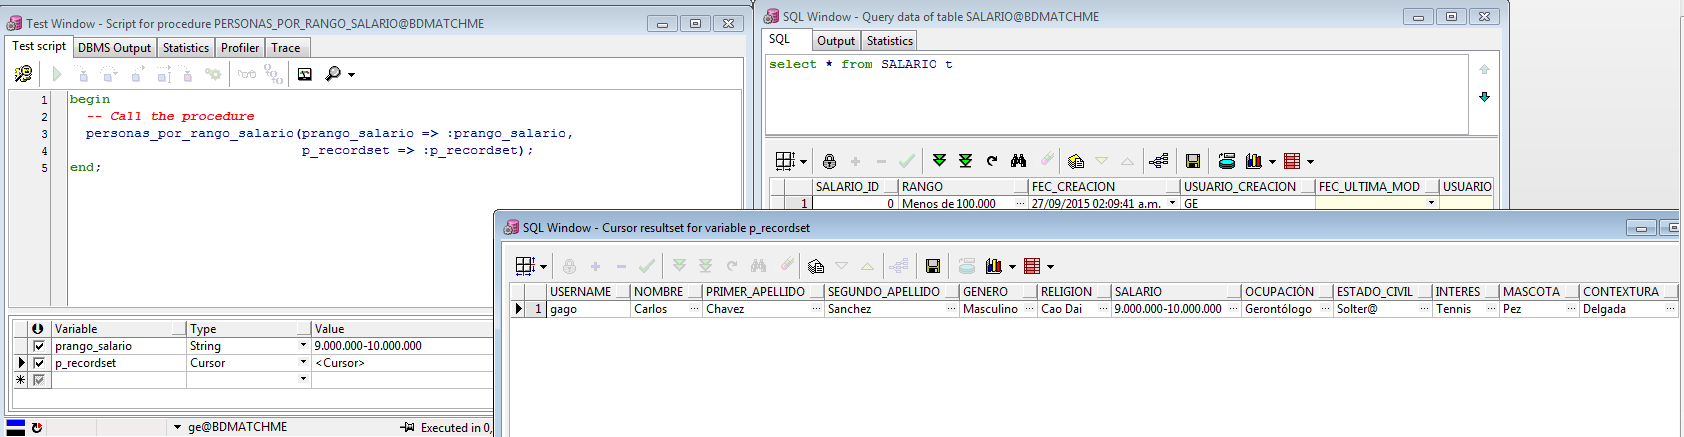 Test Window - Script for procedure PERSONAS_POR_RANGO_SALARIO@BDMATCHME
Test script DBMS Output Statistics Profiler Trace
1 begin
2 -- Call the procedure
3 personas_por_rango_salario(prango_salario => :prango_salario,
4 p_recordset => :p_recordset);
5 end;
Variable Type Value
prango_salario String 9.000.000-10.000.000
p_recordset Cursor <Cursor>
ge@BDMATCHME Executed in 0,
SQL Window - Query data of table SALARIO@BDMATCHME
SQL Output Statistics
select * from SALARIO t
SALARIO_ID RANGO FEC_CREACION USUARIO_CREACION FEC_ULTIMA_MOD USUARIO
1 0 Menos de 100.000 ... 27/09/2015 02:09:41 a.m. GE
SQL Window - Cursor resultset for variable p_recordset
USERNAME NOMBRE PRIMER_APELLIDO SEGUNDO_APELLIDO GENERO RELIGION SALARIO OCUPACIÓN ESTADO_CIVIL INTERES MASCOTA CONTEXTURA
1 gago ... Carlos ... Chavez ... Sanchez ... Masculino ... Cao Dai ... 9.000.000-10.000.000 ... Gerontólogo ... Solter@ ... Tennis ... Pez ... Delgada ...